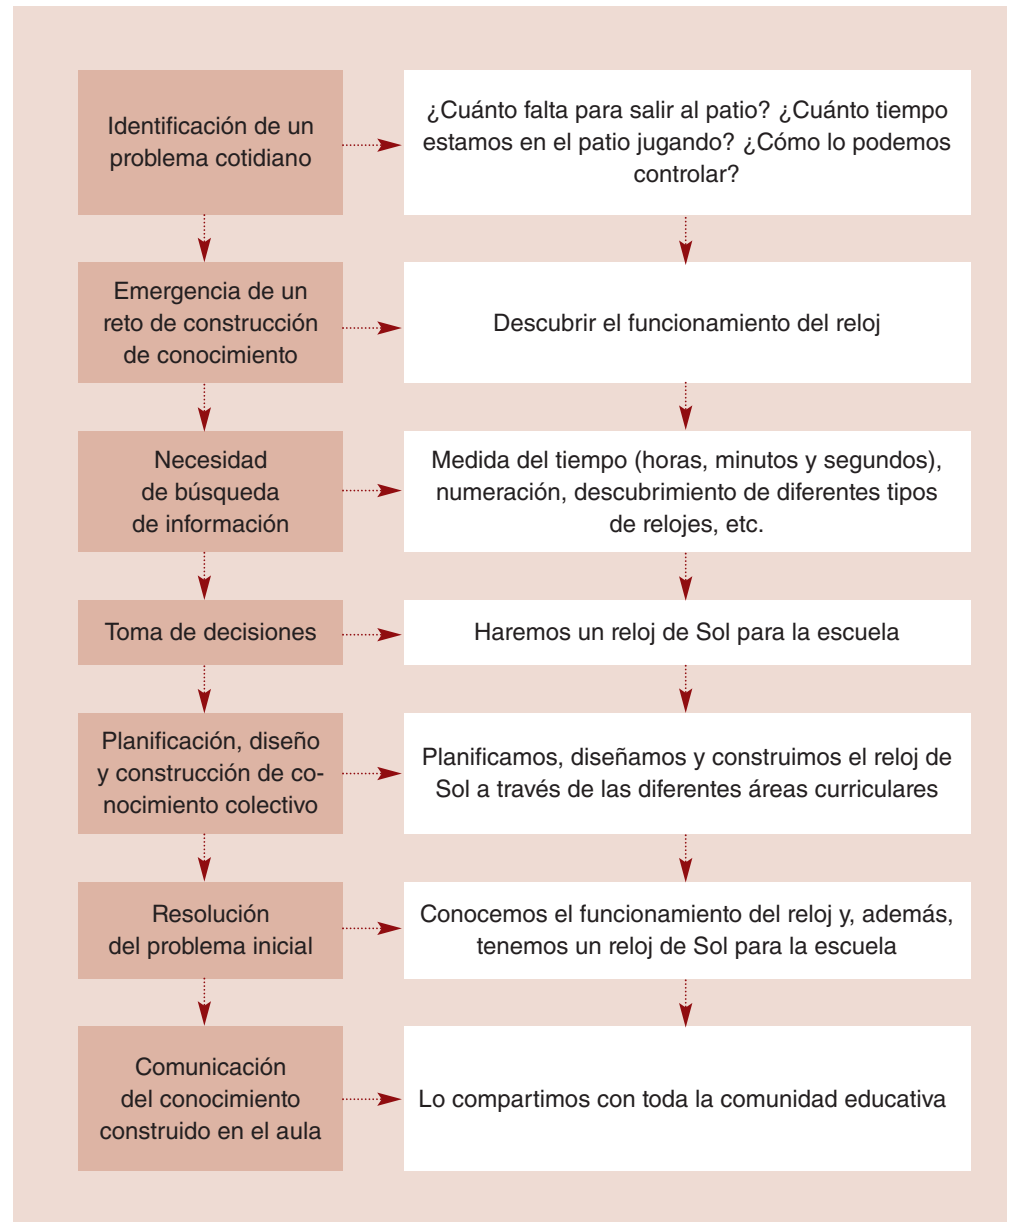 Identificación de un
problema cotidiano
¿Cuánto falta para salir al patio? ¿Cuánto tiempo
estamos en el patio jugando? ¿Cómo lo podemos
controlar?
Emergencia de un
reto de construcción
de conocimiento
Descubrir el funcionamiento del reloj
Necesidad
de búsqueda
de información
Medida del tiempo (horas, minutos y segundos),
numeración, descubrimiento de diferentes tipos
de relojes, etc.
Toma de decisiones
Haremos un reloj de Sol para la escuela
Planificación, diseño
y construcción de co-
nocimiento colectivo
Planificamos, diseñamos y construimos el reloj de
Sol a través de las diferentes áreas curriculares
Resolución
del problema inicial
Conocemos el funcionamiento del reloj y, además,
tenemos un reloj de Sol para la escuela
Comunicación
del conocimiento
construido en el aula
Lo compartimos con toda la comunidad educativa